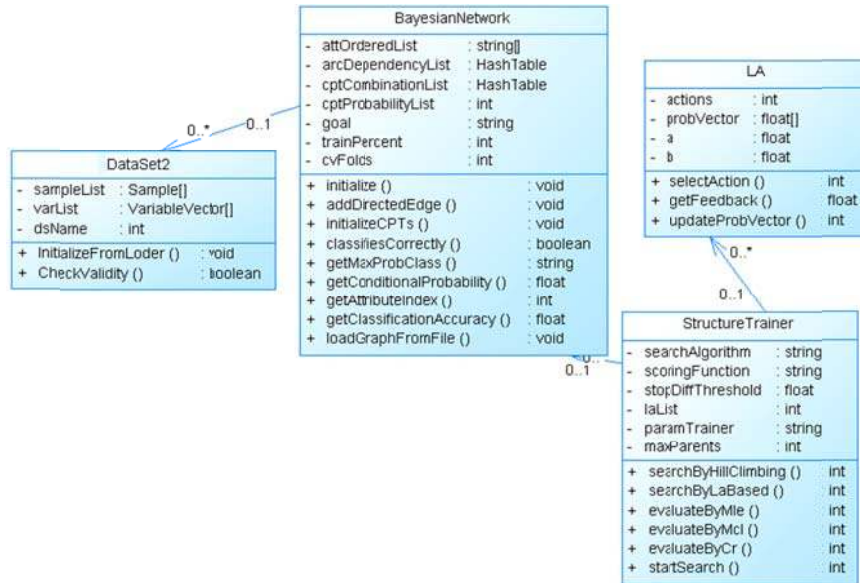 BayesianNetwork
- attOrderedList : string[]
- arcDependencyList : HashTable
- cptCombinationList : HashTable
- cptProbabilityList : int
- goal : string
- trainPercent : int
- cvFolds : int
+ initialize () : void
+ addDirectedEdge () : void
+ initializeCPTs () : void
+ classifiesCorrectly () : boolean
+ getMaxProbClass () : string
+ getConditionalProbability () : float
+ getAttributeIndex () : int
+ getClassificationAccuracy () : float
+ loadGraphFromFile () : void
0..*
0..1
DataSet2
- sampleList : Sample[]
- varList : VariableVector[]
- dsName : int
+ InitializeFromLoder () : void
+ CheckValidity () : boolean
LA
- actions : int
- probVector : float[]
- a : float
- b : float
+ selectAction () int
+ getFeedback () float
+ updateProbVector () int
0..*
0..1
0..1
StructureTrainer
- searchAlgorithm : string
- scoringFunction : string
- stopDiffThreshold : float
- laList : int
- paramTrainer : string
- maxParents : int
+ searchByHillClimbing () int
+ searchByLaBased () int
+ evaluateByMle () int
+ evaluateByMcl () int
+ evaluateByCr () int
+ startSearch () int